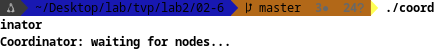 ~/Desktop/lab/tvp/lab2/02-6 master 3● 24? ./coord
inator
Coordinator: waiting for nodes...